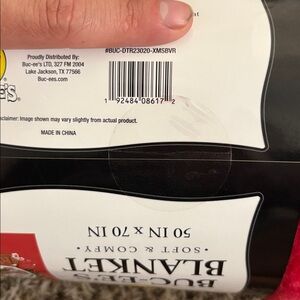 #BUC-DTR23020-XMSBVR
Proudly Distributed By:
Buc-ee's LTD, 327 FM 2004
Lake Jackson, TX 77566
Buc-ees.com
1 92484 08617 2
Disclaimer: Image shown may vary slightly from actual product.
MADE IN CHINA
BUC-EE'S
BLANKET
• SOFT & COMFY •
50 IN x 70 IN